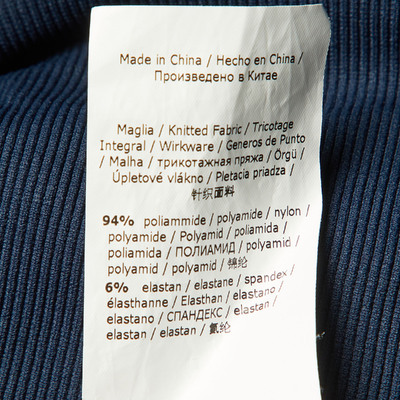 Made in China / Hecho en China /
Произведено в Китае
Maglia / Knitted Fabric / Tricotage
Integral / Wirkware / Generos de Punto
/ Malha / трикотажная пряжа / Örgü /
Úpletové vlákno / Pletacia priadza /
针织面料
94% poliammide / polyamide / nylon /
polyamide / Polyamid / poliamida /
poliamida / ПОЛИАМИД / polyamid /
polyamid / polyamid / 锦纶
6% elastan / elastane / spandex /
élasthanne / Elasthan / elastano /
elastano / СПАНДЕКС / elastan /
elastan / elastan / 氨纶